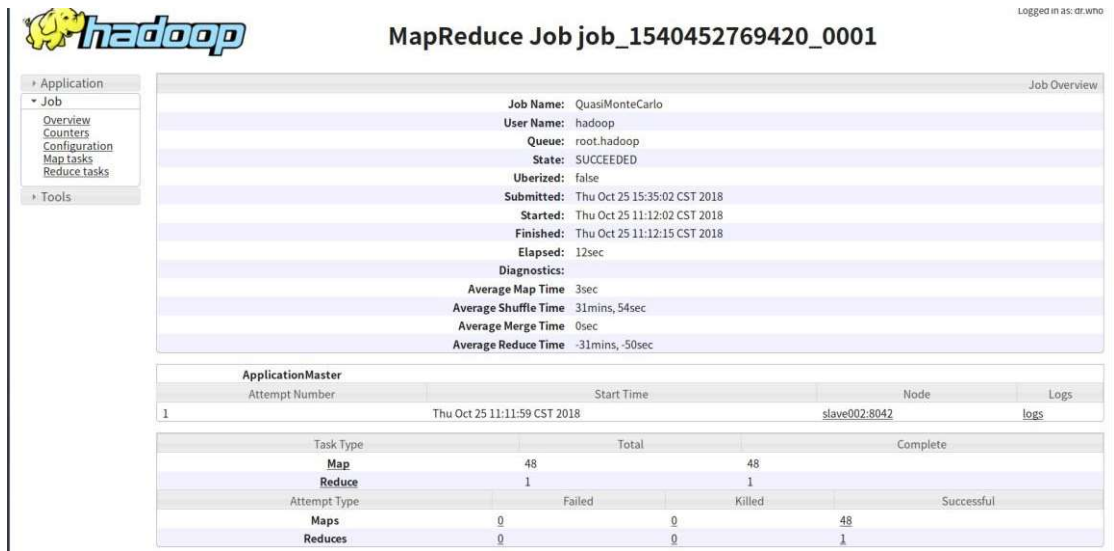 Logged in as: dr.who
hadoop
MapReduce Job job_1540452769420_0001
Application
Job
Overview
Counters
Configuration
Map tasks
Reduce tasks
Tools
Job Overview
Job Name: QuasiMonteCarlo
User Name: hadoop
Queue: root.hadoop
State: SUCCEEDED
Uberized: false
Submitted: Thu Oct 25 15:35:02 CST 2018
Started: Thu Oct 25 11:12:02 CST 2018
Finished: Thu Oct 25 11:12:15 CST 2018
Elapsed: 12sec
Diagnostics:
Average Map Time 3sec
Average Shuffle Time 31mins, 54sec
Average Merge Time 0sec
Average Reduce Time -31mins, -50sec
ApplicationMaster
Attempt Number Start Time Node Logs
1 Thu Oct 25 11:11:59 CST 2018 slave002:8042 logs
Task Type Total Complete
Map 48 48
Reduce 1 1
Attempt Type Failed Killed Successful
Maps 0 0 48
Reduces 0 0 1